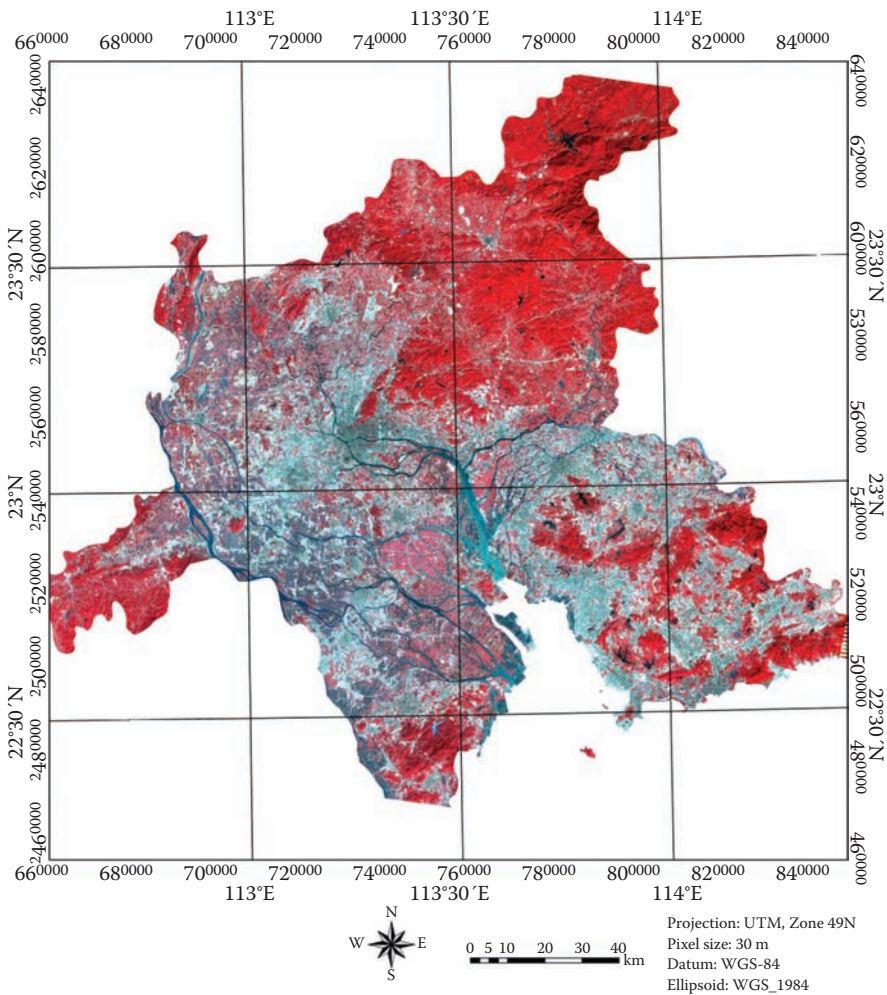 113°E 113°30´E 114°E
660000 680000 700000 720000 740000 760000 780000 800000 820000 840000
2640000
2620000
23°30´N
2600000
2580000
2560000
23°N
2540000
2520000
2500000
22°30´N
2480000
2460000
640000
620000
23°30´N
600000
530000
560000
23°N
540000
520000
500000
22°30´N
480000
460000
660000 680000 700000 720000 740000 760000 780000 800000 820000 840000
113°E 113°30´E 114°E
N
W E
S
0 5 10 20 30 40
km
Projection: UTM, Zone 49N
Pixel size: 30 m
Datum: WGS-84
Ellipsoid: WGS_1984